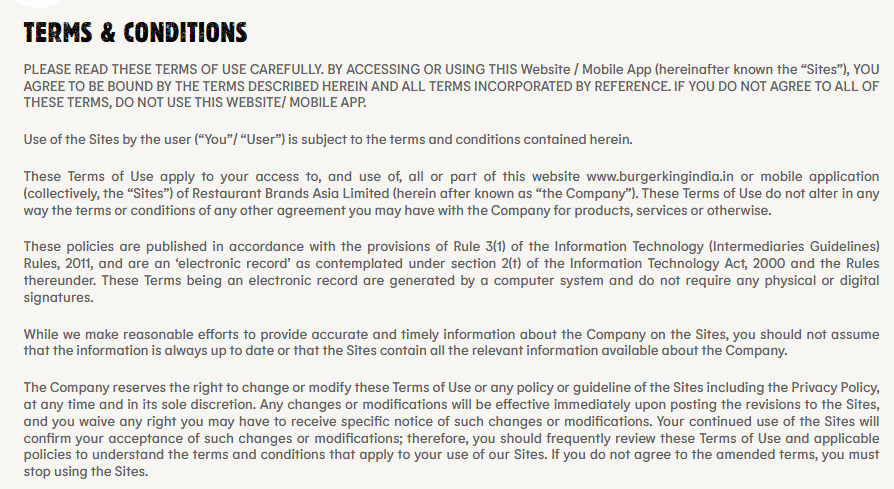 TERMS & CONDITIONS
PLEASE READ THESE TERMS OF USE CAREFULLY. BY ACCESSING OR USING THIS Website / Mobile App (hereinafter known the “Sites”), YOU
AGREE TO BE BOUND BY THE TERMS DESCRIBED HEREIN AND ALL TERMS INCORPORATED BY REFERENCE. IF YOU DO NOT AGREE TO ALL OF
THESE TERMS, DO NOT USE THIS WEBSITE/ MOBILE APP.
Use of the Sites by the user (“You”/ “User”) is subject to the terms and conditions contained herein.
These Terms of Use apply to your access to, and use of, all or part of this website www.burgerkingindia.in or mobile application
(collectively, the “Sites”) of Restaurant Brands Asia Limited (herein after known as “the Company”). These Terms of Use do not alter in any
way the terms or conditions of any other agreement you may have with the Company for products, services or otherwise.
These policies are published in accordance with the provisions of Rule 3(1) of the Information Technology (Intermediaries Guidelines)
Rules, 2011, and are an ‘electronic record’ as contemplated under section 2(t) of the Information Technology Act, 2000 and the Rules
thereunder. These Terms being an electronic record are generated by a computer system and do not require any physical or digital
signatures.
While we make reasonable efforts to provide accurate and timely information about the Company on the Sites, you should not assume
that the information is always up to date or that the Sites contain all the relevant information available about the Company.
The Company reserves the right to change or modify these Terms of Use or any policy or guideline of the Sites including the Privacy Policy,
at any time and in its sole discretion. Any changes or modifications will be effective immediately upon posting the revisions to the Sites,
and you waive any right you may have to receive specific notice of such changes or modifications. Your continued use of the Sites will
confirm your acceptance of such changes or modifications; therefore, you should frequently review these Terms of Use and applicable
policies to understand the terms and conditions that apply to your use of our Sites. If you do not agree to the amended terms, you must
stop using the Sites.